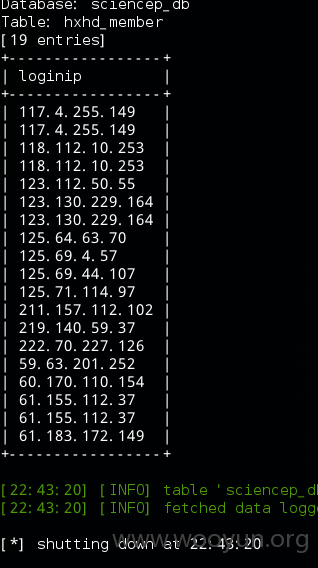 Database: sciencep_db
Table: hxhd_member
[19 entries]
+-----------------+
| loginip |
+-----------------+
| 117.4.255.149 |
| 117.4.255.149 |
| 118.112.10.253 |
| 118.112.10.253 |
| 123.112.50.55 |
| 123.130.229.164 |
| 123.130.229.164 |
| 125.64.63.70 |
| 125.69.4.57 |
| 125.69.44.107 |
| 125.71.114.97 |
| 211.157.112.102 |
| 219.140.59.37 |
| 222.70.227.126 |
| 59.63.201.252 |
| 60.170.110.154 |
| 61.155.112.37 |
| 61.155.112.37 |
| 61.183.172.149 |
+-----------------+
[22:43:20] [INFO] table 'sciencep_d
[22:43:20] [INFO] fetched data logg
[*] shutting down at 22:43:20
www.wooyun.org